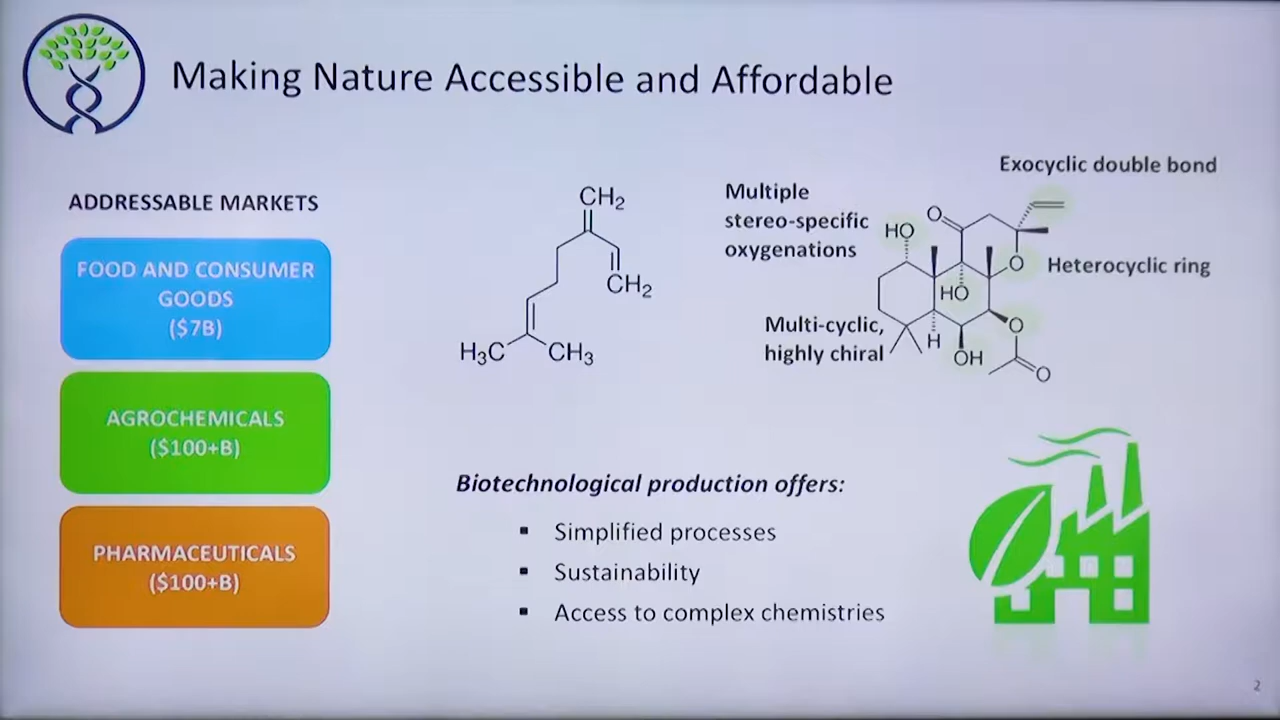 Making Nature Accessible and Affordable
ADDRESSABLE MARKETS
FOOD AND CONSUMER
GOODS
($7B)
AGROCHEMICALS
($100+B)
PHARMACEUTICALS
($100+B)
CH₂
CH₂
H₃C
CH₃
Multiple
stereo-specific
oxygenations
Multi-cyclic,
highly chiral
Exocyclic double bond
Heterocyclic ring
O
HO
O
HO
O
H
OH
O
Biotechnological production offers:
▪ Simplified processes
▪ Sustainability
▪ Access to complex chemistries
2